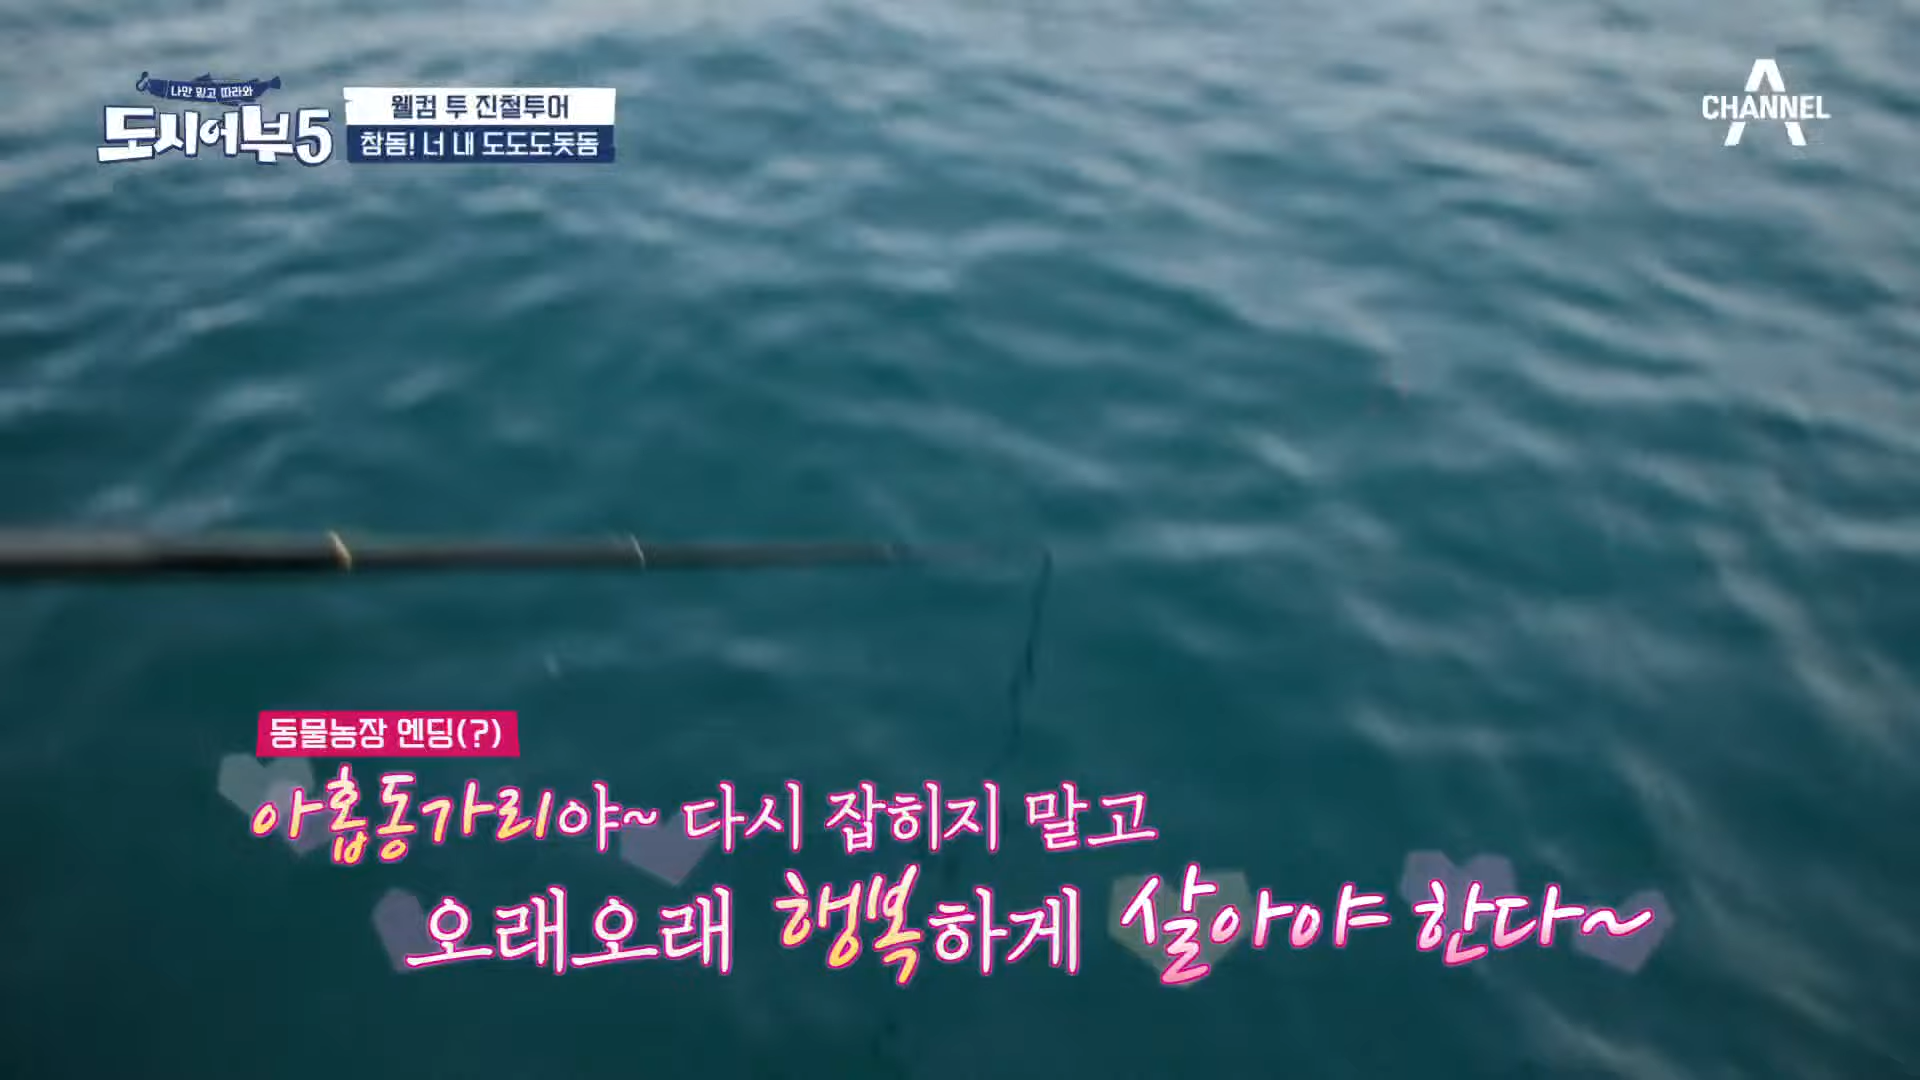 나만 믿고 따라와
도시어부5
웰컴 투 진철투어
참돔! 너 내 도도도돗돔
CHANNEL A
동물농장 엔딩(?)
아홉동가리야~ 다시 잡히지 말고
오래오래 행복하게 살아야 한다~